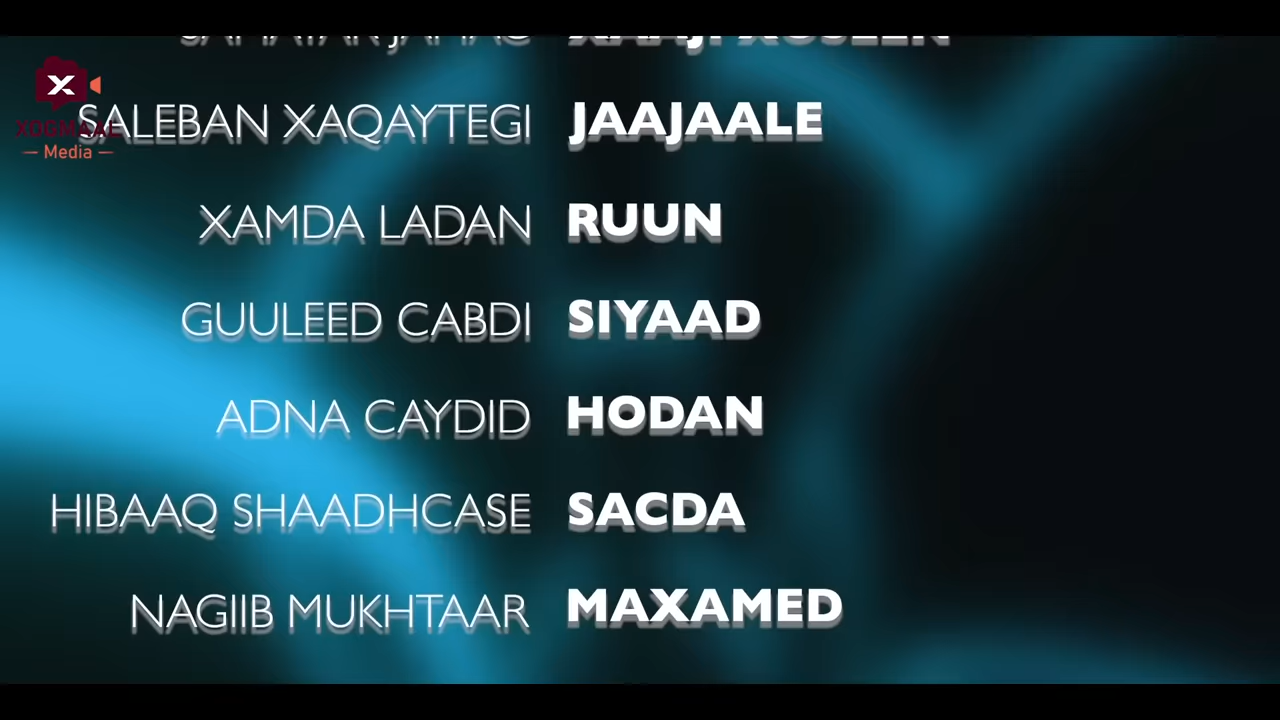 SALEBAN XAQAYTEGI JAAJAALE
XAMDA LADAN RUUN
GUULEED CABDI SIYAAD
ADNA CAYDID HODAN
HIBAAQ SHAADHCASE SACDA
NAGIIB MUKHTAAR MAXAMED
XOGMAAL
Media